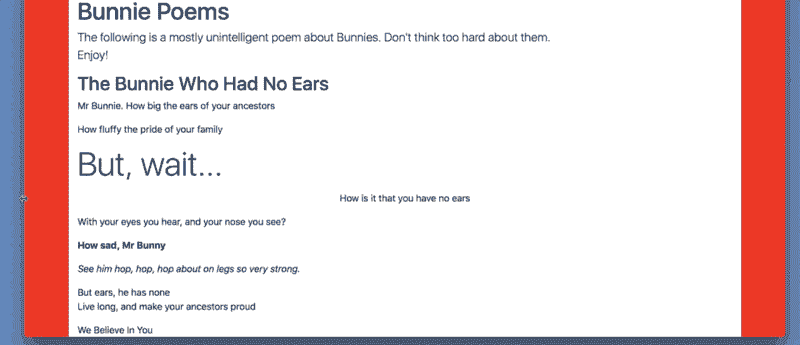 Bunnie Poems
The following is a mostly unintelligent poem about Bunnies. Don't think too hard about them.
Enjoy!
The Bunnie Who Had No Ears
Mr Bunnie. How big the ears of your ancestors
How fluffy the pride of your family
But, wait...
How is it that you have no ears
With your eyes you hear, and your nose you see?
How sad, Mr Bunny
See him hop, hop, hop about on legs so very strong.
But ears, he has none
Live long, and make your ancestors proud
We Believe In You